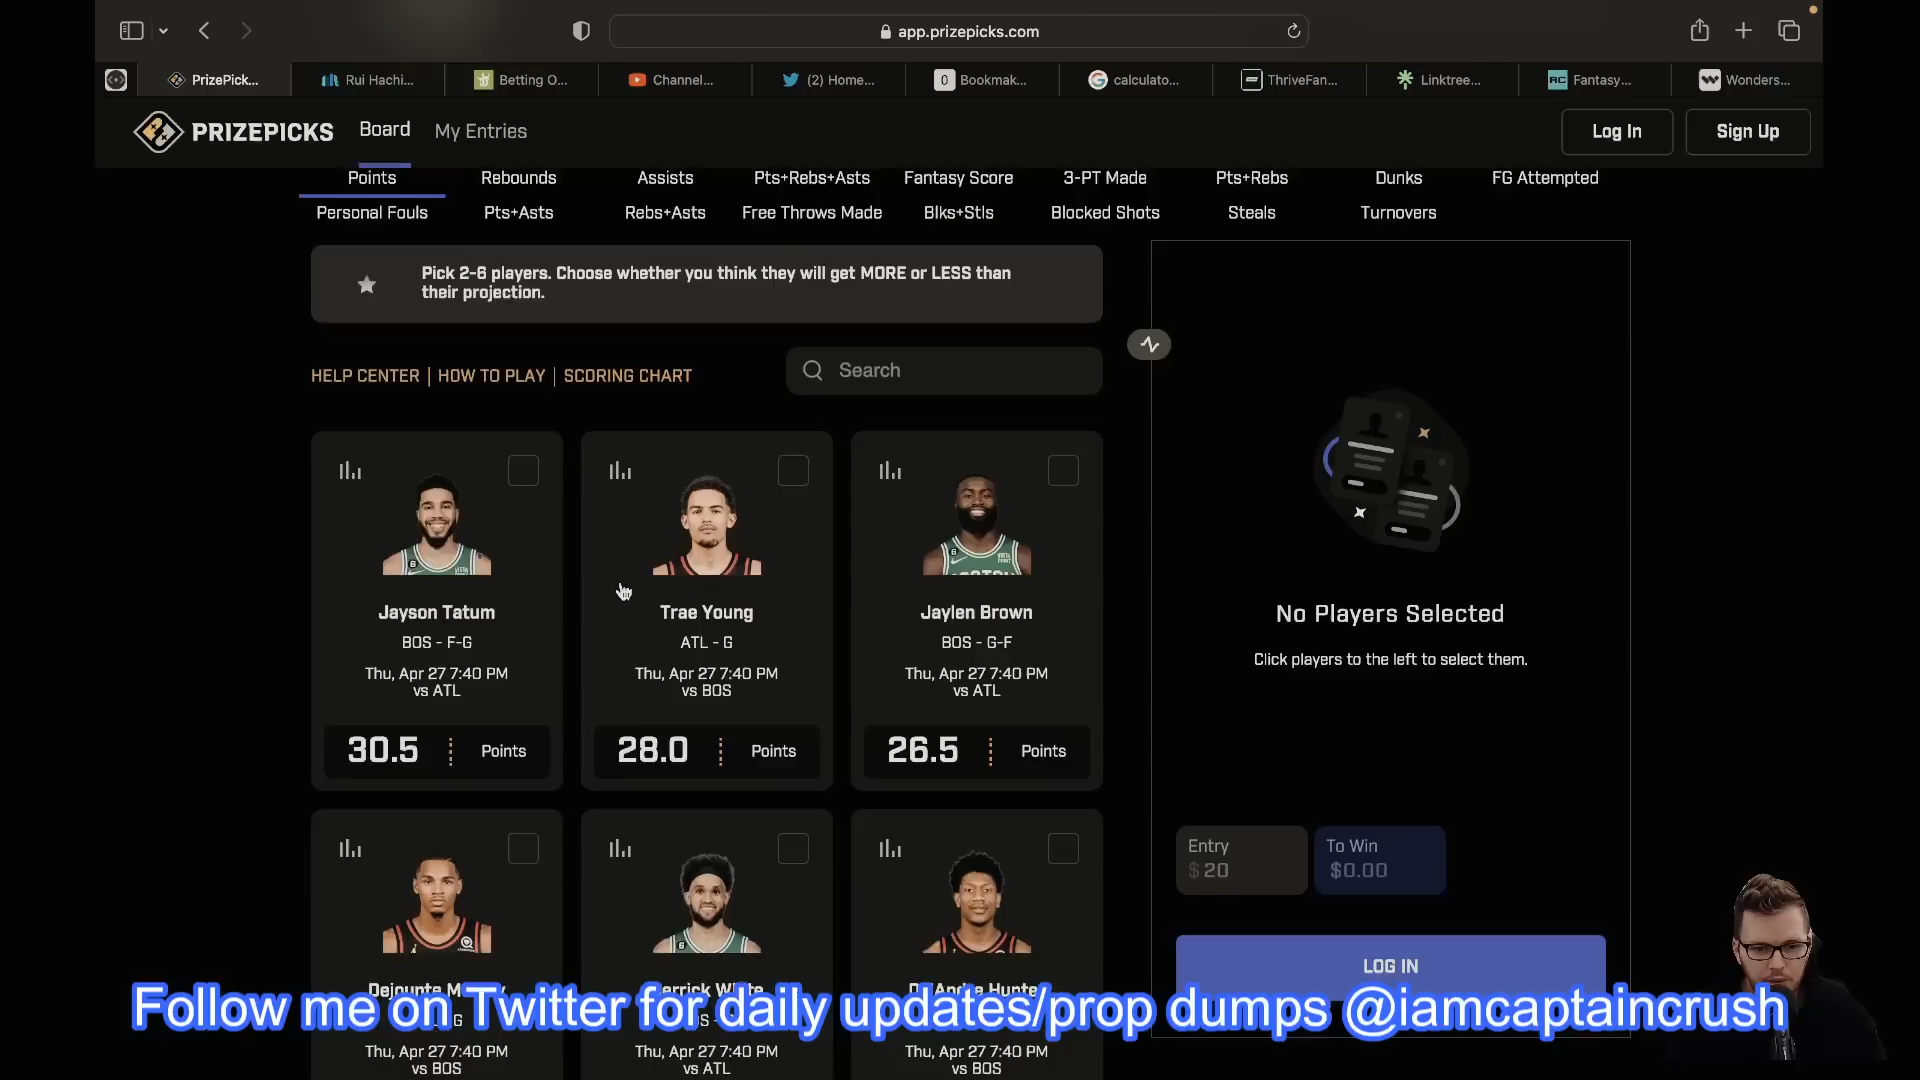 app.prizepicks.com
PrizePick...
Rui Hachi...
Betting O...
Channel...
(2) Home...
0 Bookmak...
calculato...
ThriveFan...
Linktree...
RC Fantasy...
Wonders...
PRIZEPICKS Board My Entries
Log In
Sign Up
Points Rebounds Assists Pts+Rebs+Asts Fantasy Score 3-PT Made Pts+Rebs Dunks FG Attempted
Personal Fouls Pts+Asts Rebs+Asts Free Throws Made Blks+Stls Blocked Shots Steals Turnovers
Pick 2-6 players. Choose whether you think they will get MORE or LESS than
their projection.
HELP CENTER | HOW TO PLAY | SCORING CHART
Search
Jayson Tatum
BOS - F-G
Thu, Apr 27 7:40 PM
vs ATL
30.5 Points
Trae Young
ATL - G
Thu, Apr 27 7:40 PM
vs BOS
28.0 Points
Jaylen Brown
BOS - G-F
Thu, Apr 27 7:40 PM
vs ATL
26.5 Points
No Players Selected
Click players to the left to select them.
Entry
$ 20
To Win
$0.00
LOG IN
Follow me on Twitter for daily updates/prop dumps @iamcaptaincrush
Thu, Apr 27 7:40 PM
vs BOS
Thu, Apr 27 7:40 PM
vs ATL
Thu, Apr 27 7:40 PM
vs BOS